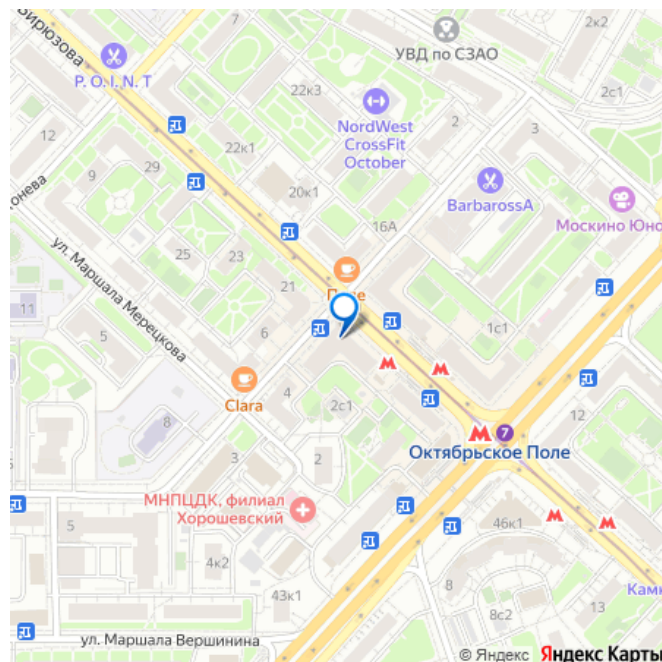 Бирюзова
7
УВД по СЗАО
2к2
P. O. I. N. T
22к3
2с1
NordWest
CrossFit
October
2
3
12
22к1
29
9
20к1
BarbarossA
Москино Юно
16А
ул. Маршала Мерецкова
25
23
21
11
5
6
1с1
Clara
4
2с1
12
8
7
Октябрьское Поле
3
2
МНПЦДК, филиал
Хорошевский
5
46к1
4к2
43к1
8
8с2
13
ул. Маршала Вершинина
© Яндекс Яндекс Карты